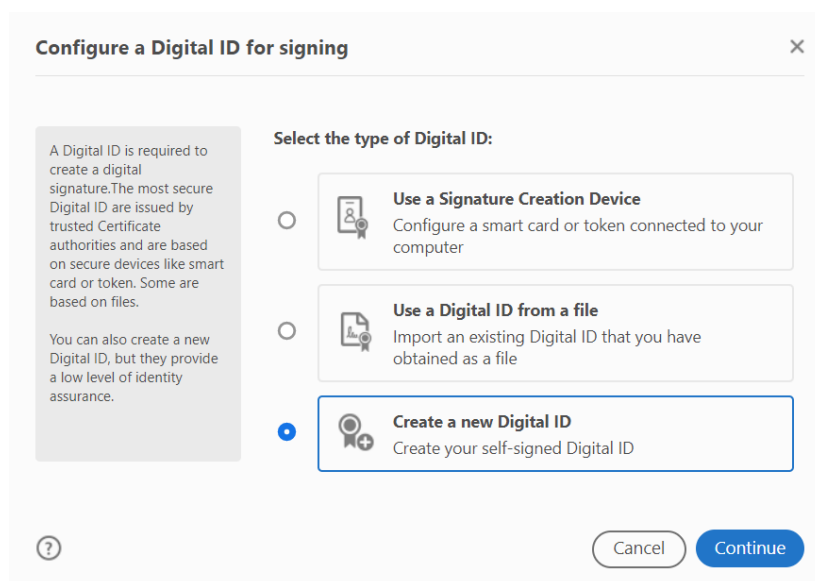 Configure a Digital ID for signing
A Digital ID is required to
create a digital
signature.The most secure
Digital ID are issued by
trusted Certificate
authorities and are based
on secure devices like smart
card or token. Some are
based on files.
You can also create a new
Digital ID, but they provide
a low level of identity
assurance.
Select the type of Digital ID:
Use a Signature Creation Device
Configure a smart card or token connected to your
computer
Use a Digital ID from a file
Import an existing Digital ID that you have
obtained as a file
Create a new Digital ID
Create your self-signed Digital ID
?
Cancel
Continue